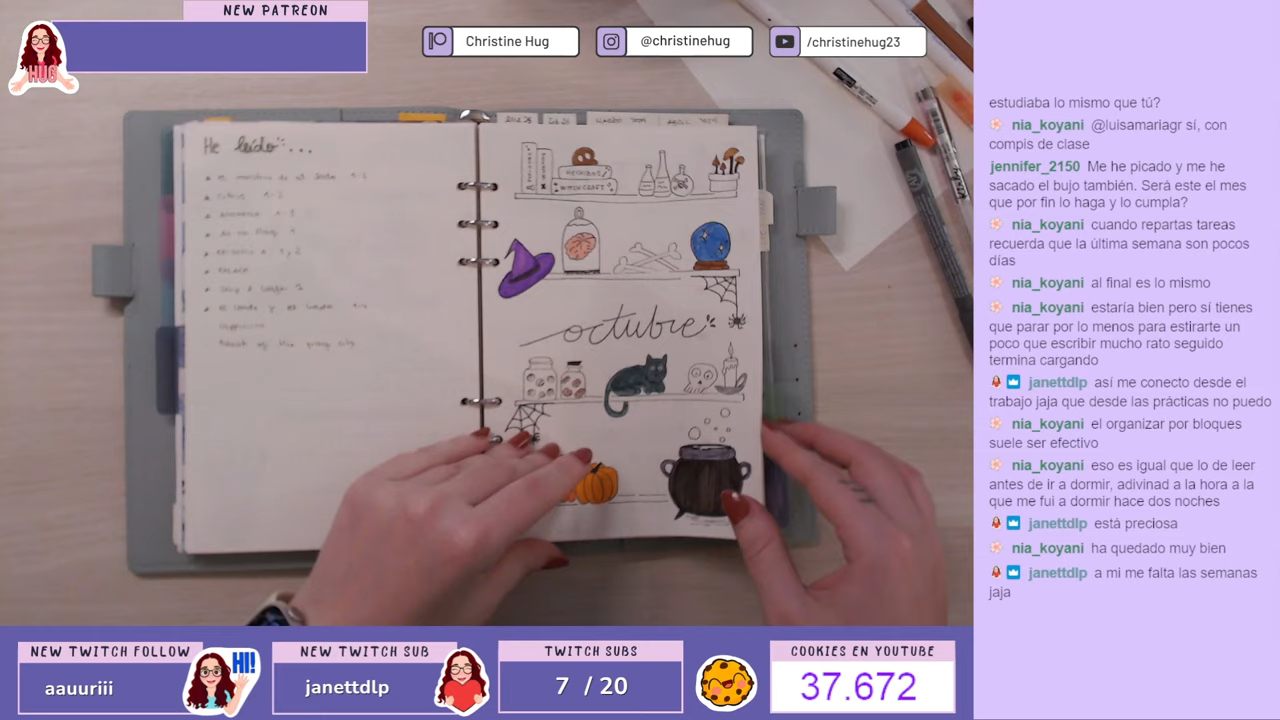 NEW PATREON
HUG
Christine Hug
@christinehug
/christinehug23
He leído...
HECHIZOS
WITCHCRAFT
octubre
estudiaba lo mismo que tú?
nia_koyani @luisamariagr sí, con
compis de clase
jennifer_2150 Me he picado y me he
sacado el bujo también. Será este el mes
que por fin lo haga y lo cumpla?
nia_koyani cuando repartas tareas
recuerda que la última semana son pocos
días
nia_koyani al final es lo mismo
nia_koyani estaría bien pero sí tienes
que parar por lo menos para estirarte un
poco que escribir mucho rato seguido
termina cargando
janettdlp así me conecto desde el
trabajo jaja que desde las prácticas no puedo
nia_koyani el organizar por bloques
suele ser efectivo
nia_koyani eso es igual que lo de leer
antes de ir a dormir, adivinad a la hora a la
que me fui a dormir hace dos noches
janettdlp está preciosa
nia_koyani ha quedado muy bien
janettdlp a mi me falta las semanas
jaja
NEW TWITCH FOLLOW
aauuriii
HI!
NEW TWITCH SUB
janettdlp
TWITCH SUBS
7 / 20
COOKIES EN YOUTUBE
37.672